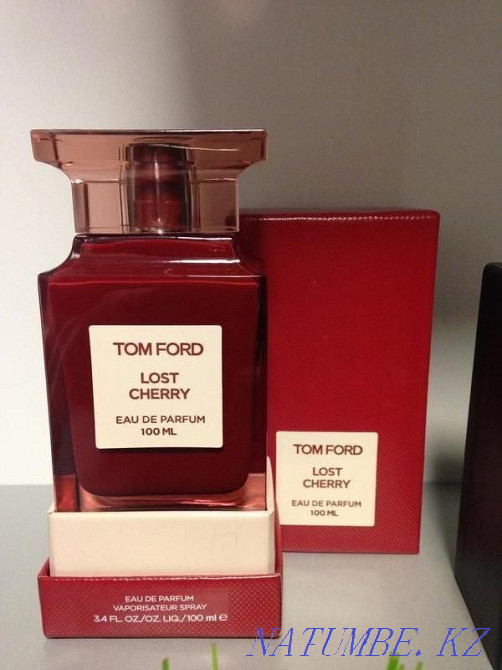 TOM FORD
LOST
CHERRY
EAU DE PARFUM
100 ML
TOM FORD
LOST
CHERRY
EAU DE PARFUM
100 ML
EAU DE PARFUM
VAPORISATEUR SPRAY
3.4 FL. OZ./OZ. LIQ./100 ml ℮
NATUMBE. KZ